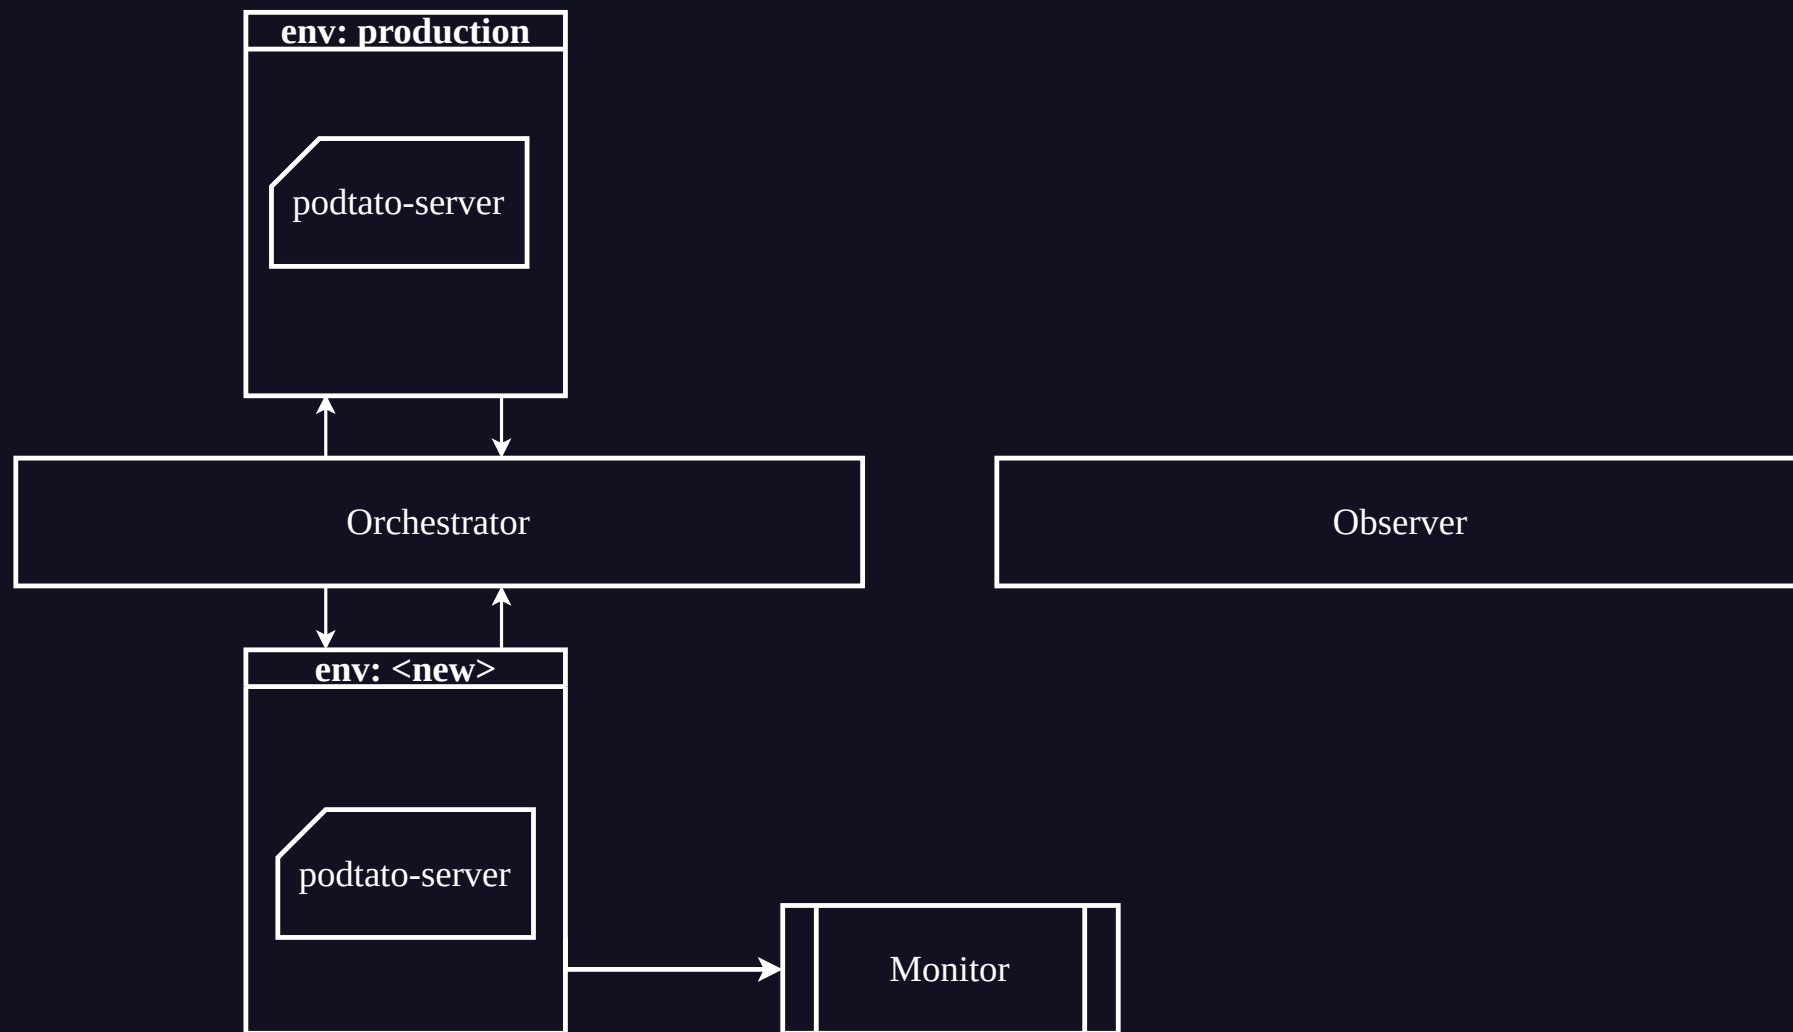 env: production
podtato-server
Orchestrator
Observer
env: <new>
podtato-server
Monitor